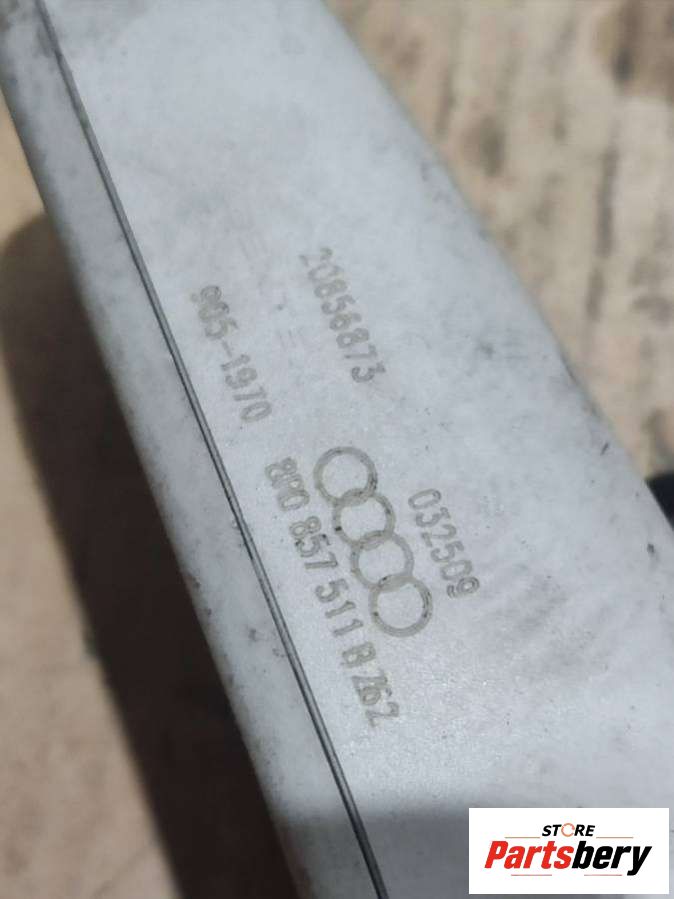 20856873
905-1970
032509
8P0 857 511 B Z62
STORE
Partsbery